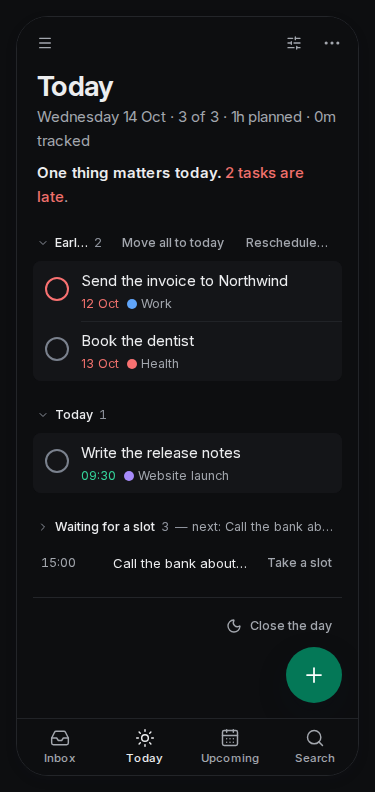 Today
Wednesday 14 Oct · 3 of 3 · 1h planned · 0m
tracked
One thing matters today. 2 tasks are
late.
Earl… 2 Move all to today Reschedule…
Send the invoice to Northwind
12 Oct Work
Book the dentist
13 Oct Health
Today 1
Write the release notes
09:30 Website launch
Waiting for a slot 3 — next: Call the bank ab…
15:00 Call the bank about… Take a slot
Close the day
Inbox Today Upcoming Search